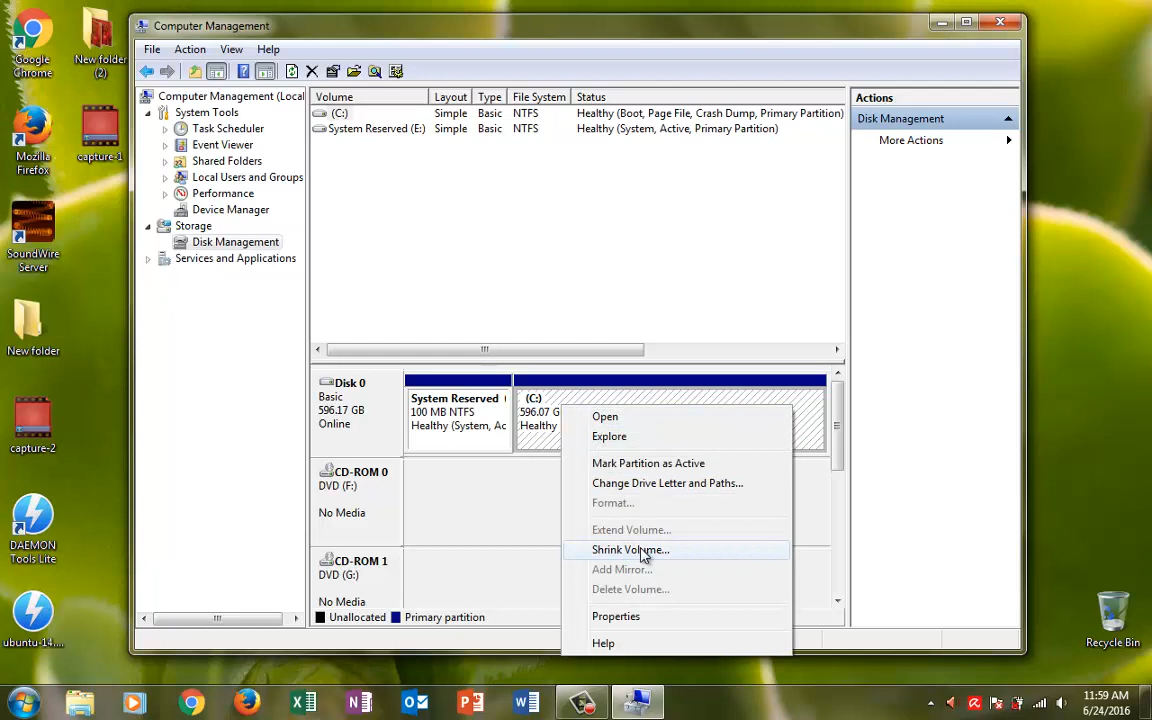 Google
Chrome
New folder
(2)
Mozilla
Firefox
capture-1
SoundWire
Server
New folder
capture-2
DAEMON
Tools Lite
ubuntu-14....
Recycle Bin
Computer Management
File Action View Help
Computer Management (Local
System Tools
Task Scheduler
Event Viewer
Shared Folders
Local Users and Groups
Performance
Device Manager
Storage
Disk Management
Services and Applications
Volume Layout Type File System Status
(C:) Simple Basic NTFS Healthy (Boot, Page File, Crash Dump, Primary Partition)
System Reserved (E:) Simple Basic NTFS Healthy (System, Active, Primary Partition)
Actions
Disk Management
More Actions
Disk 0
Basic
596.17 GB
Online
System Reserved (
100 MB NTFS
Healthy (System, Ac
(C:)
596.07 G
Healthy
CD-ROM 0
DVD (F:)
No Media
CD-ROM 1
DVD (G:)
No Media
Unallocated Primary partition
Open
Explore
Mark Partition as Active
Change Drive Letter and Paths...
Format...
Extend Volume...
Shrink Volume...
Add Mirror...
Delete Volume...
Properties
Help
11:59 AM
6/24/2016